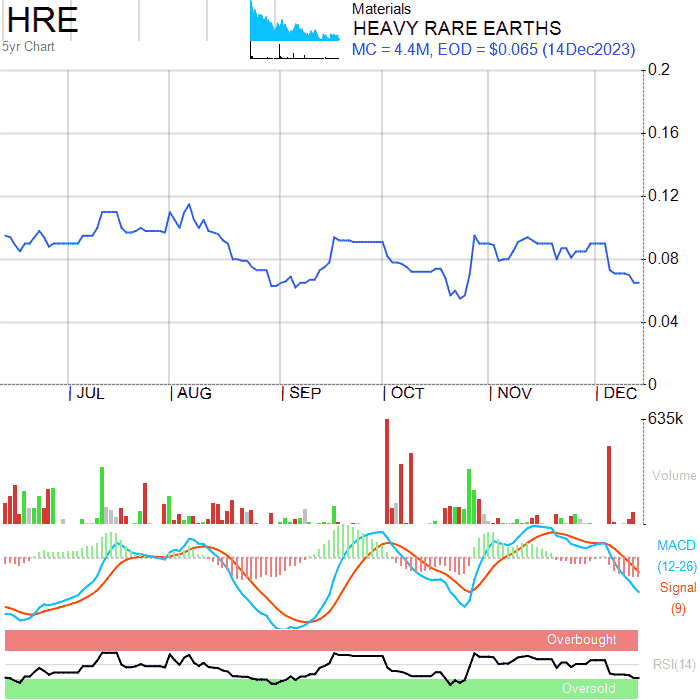 HRE
5yr Chart
Materials
HEAVY RARE EARTHS
MC = 4.4M, EOD = $0.065 (14Dec2023)
0.2
0.16
0.12
0.08
0.04
0
JUL AUG SEP OCT NOV DEC
635k
Volume
MACD
(12-26)
Signal
(9)
Overbought
RSI(14)
Oversold